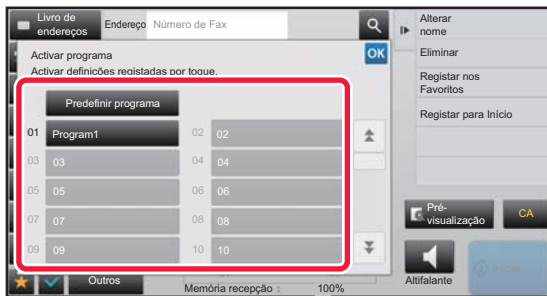 Livro de
endereços
Endereço
Número de Fax
Activar programa
OK
Activar definições registadas por toque.
Predefinir programa
01 Program1
02 02
03 03
04 04
05 05
06 06
07 07
08 08
09 09
10 10
Outros
Memória recepção : 100%
Alterar
nome
Eliminar
Registar nos
Favoritos
Registar para Início
Pré-
visualização
CA
Altifalante
Iniciar